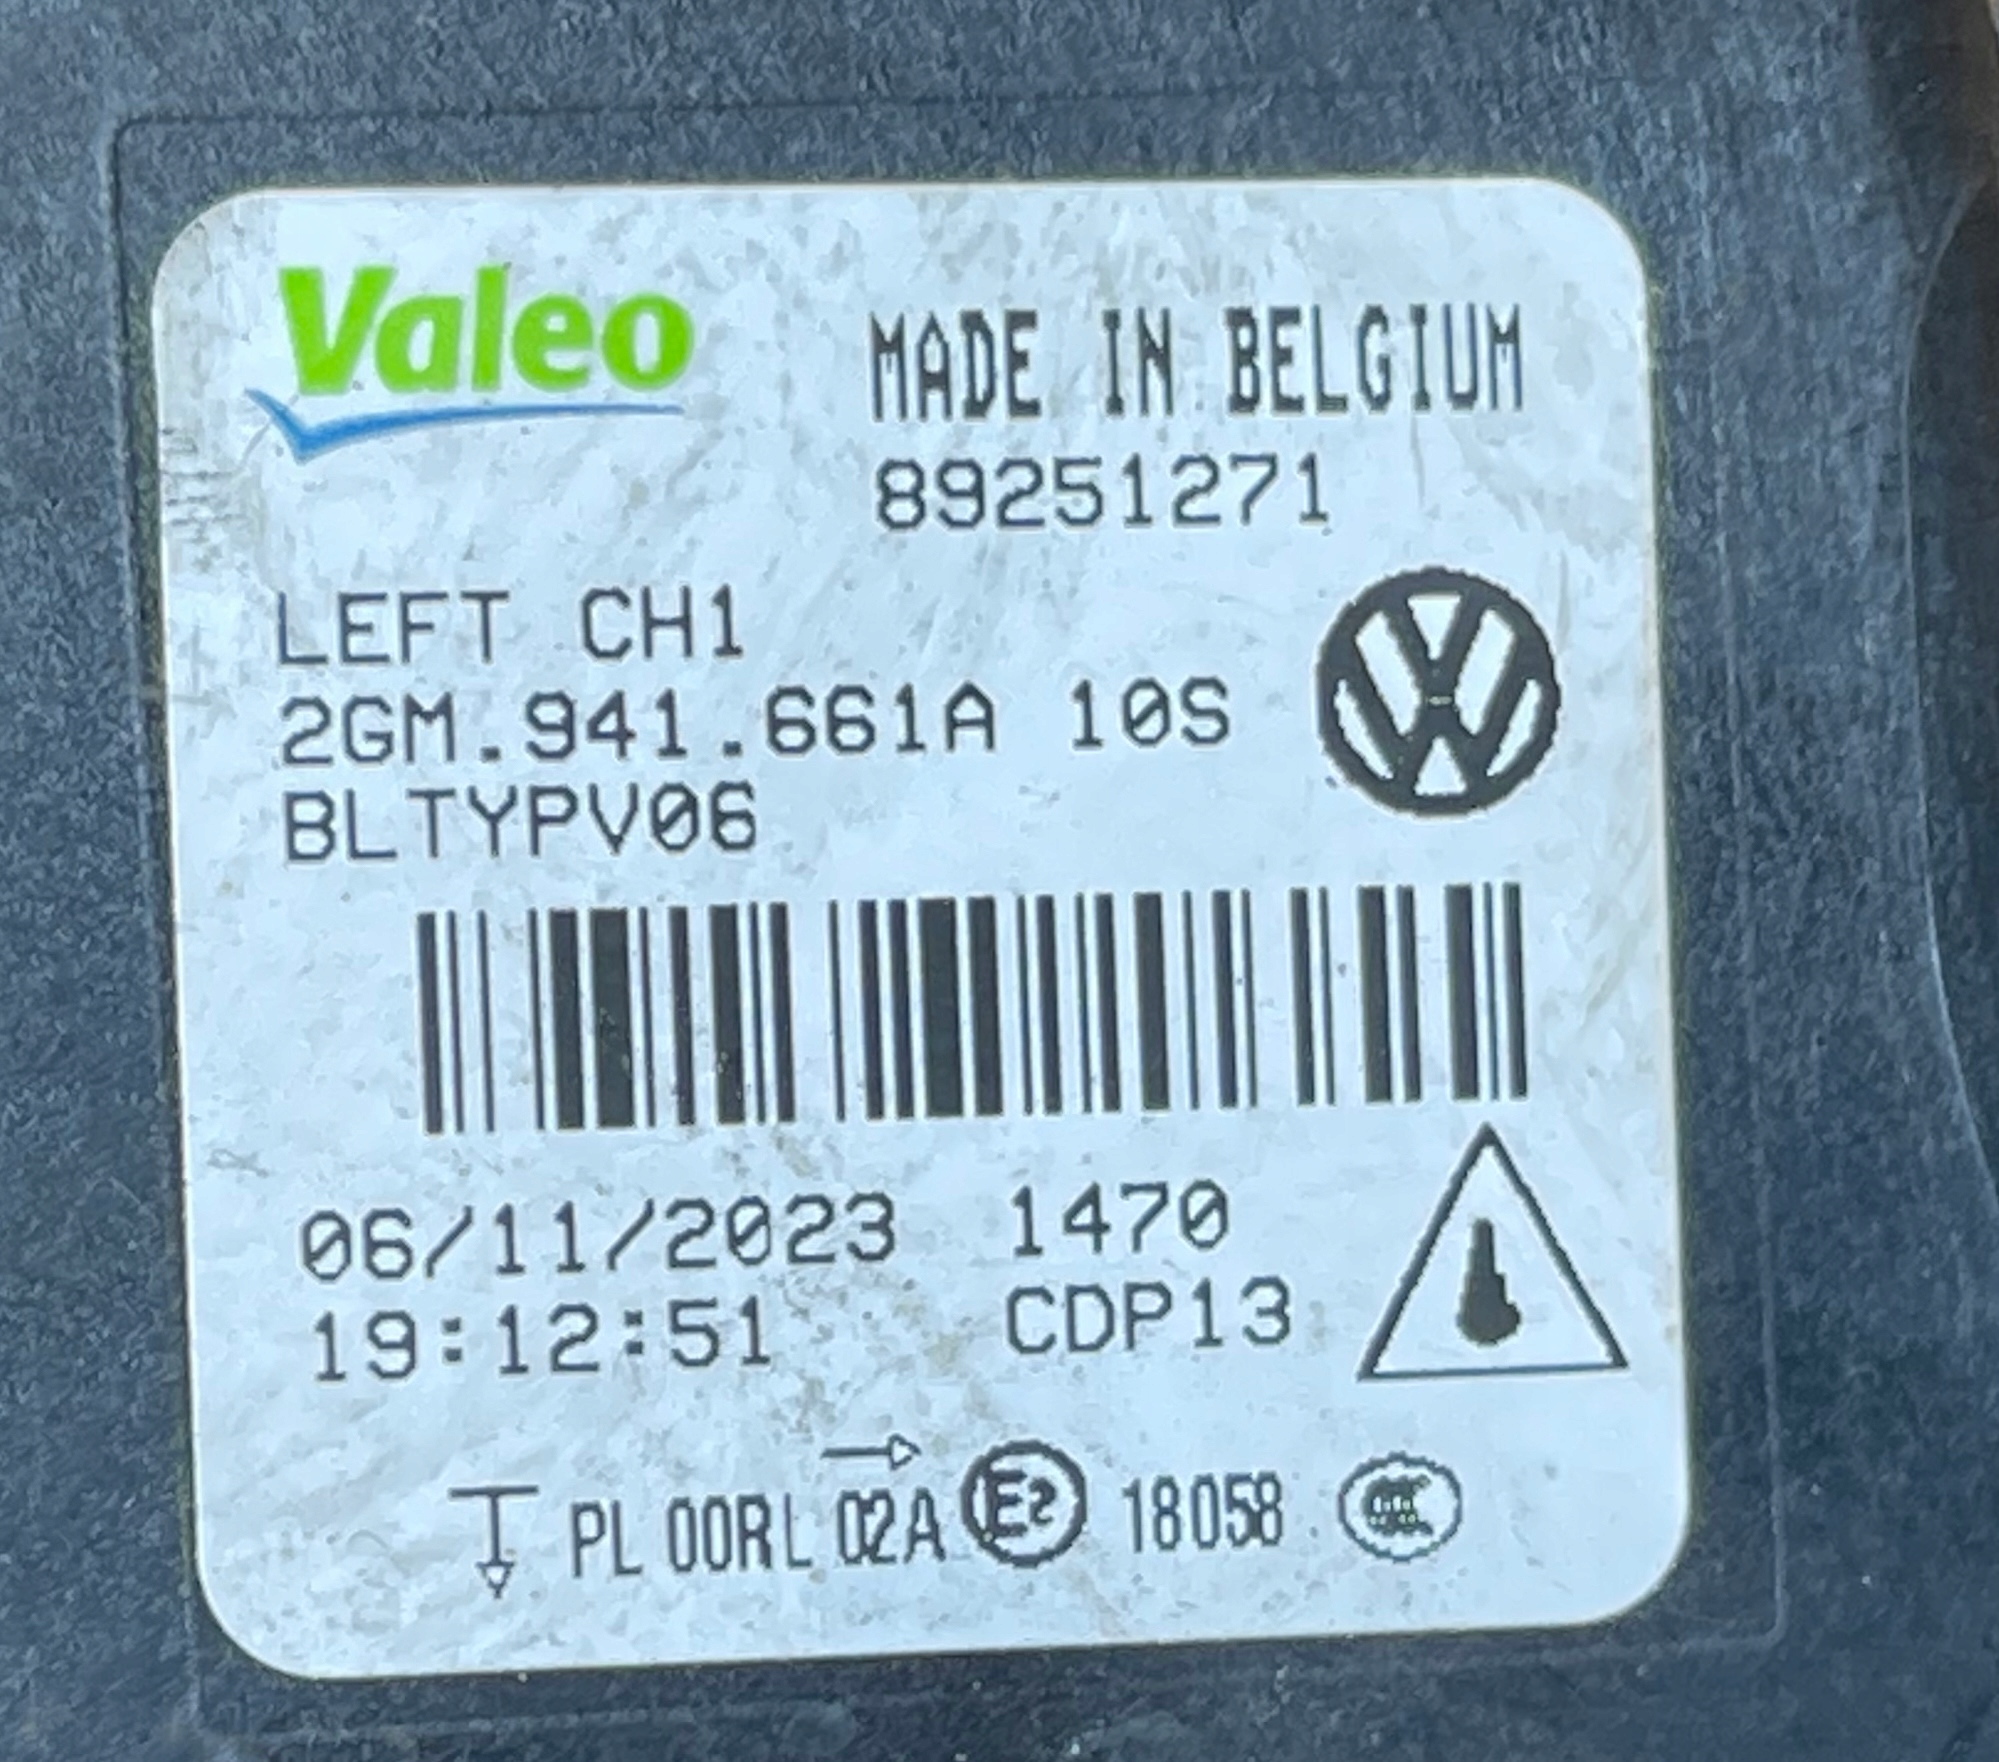 Valeo
MADE IN BELGIUM
89251271
LEFT CH1
2GM.941.661A 10S
BLTYPV06
06/11/2023 1470
19:12:51 CDP13
PL 00RL 02A E2 18058 CCC